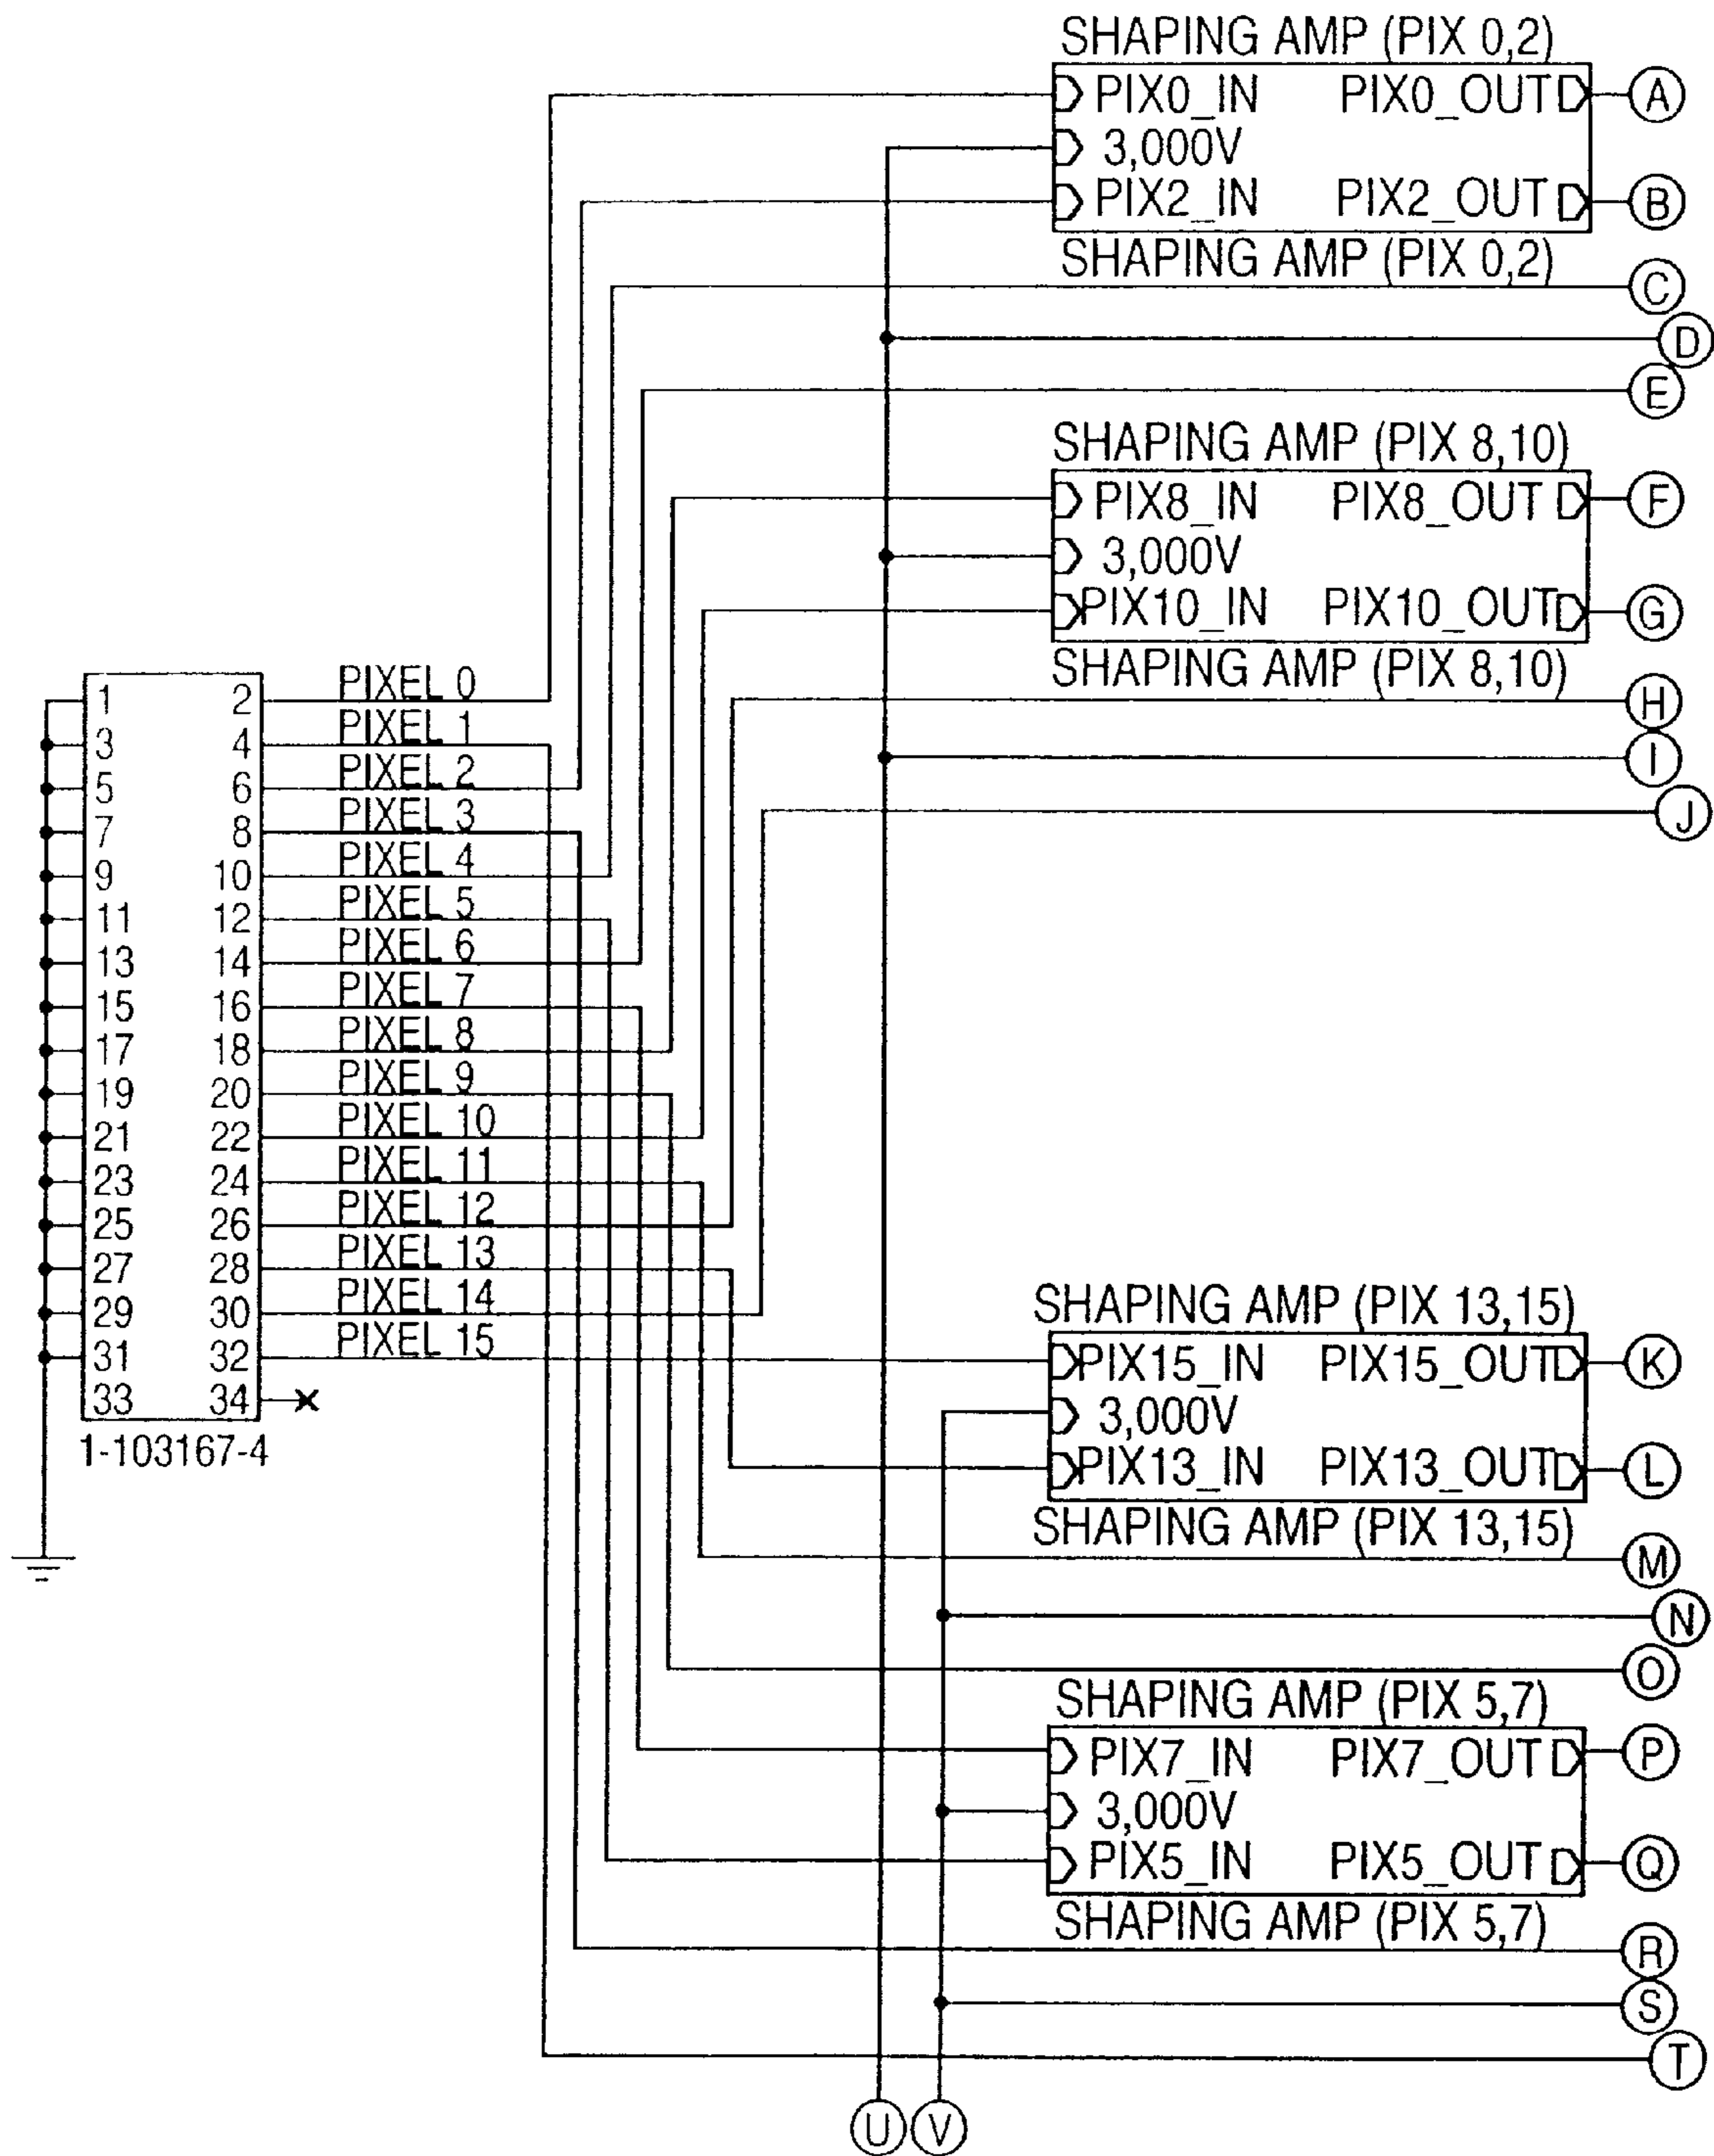 SHAPING AMP (PIX 0,2)
PIX0_IN PIX0_OUT A
3,000V
PIX2_IN PIX2_OUT B
SHAPING AMP (PIX 0,2)
C
D
E
SHAPING AMP (PIX 8,10)
PIX8_IN PIX8_OUT F
3,000V
PIX10_IN PIX10_OUT G
SHAPING AMP (PIX 8,10)
H
I
J
1 2 PIXEL 0
3 4 PIXEL 1
5 6 PIXEL 2
7 8 PIXEL 3
9 10 PIXEL 4
11 12 PIXEL 5
13 14 PIXEL 6
15 16 PIXEL 7
17 18 PIXEL 8
19 20 PIXEL 9
21 22 PIXEL 10
23 24 PIXEL 11
25 26 PIXEL 12
27 28 PIXEL 13
29 30 PIXEL 14
31 32 PIXEL 15
33 34
1-103167-4
SHAPING AMP (PIX 13,15)
PIX15_IN PIX15_OUT K
3,000V
PIX13_IN PIX13_OUT L
SHAPING AMP (PIX 13,15)
M
N
O
SHAPING AMP (PIX 5,7)
PIX7_IN PIX7_OUT P
3,000V
PIX5_IN PIX5_OUT Q
SHAPING AMP (PIX 5,7)
R
S
T
U V